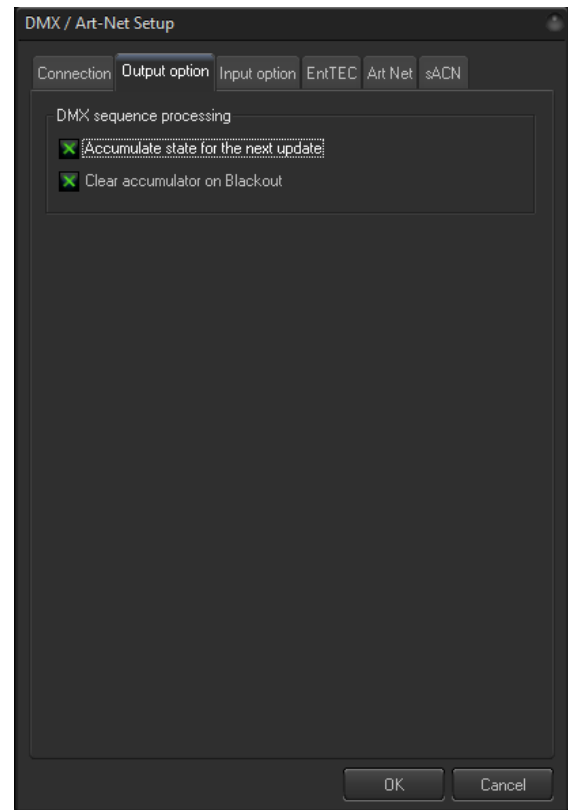 DMX / Art-Net Setup
Connection Output option Input option EntTEC Art Net sACN
DMX sequence processing
Accumulate state for the next update
Clear accumulator on Blackout
OK Cancel